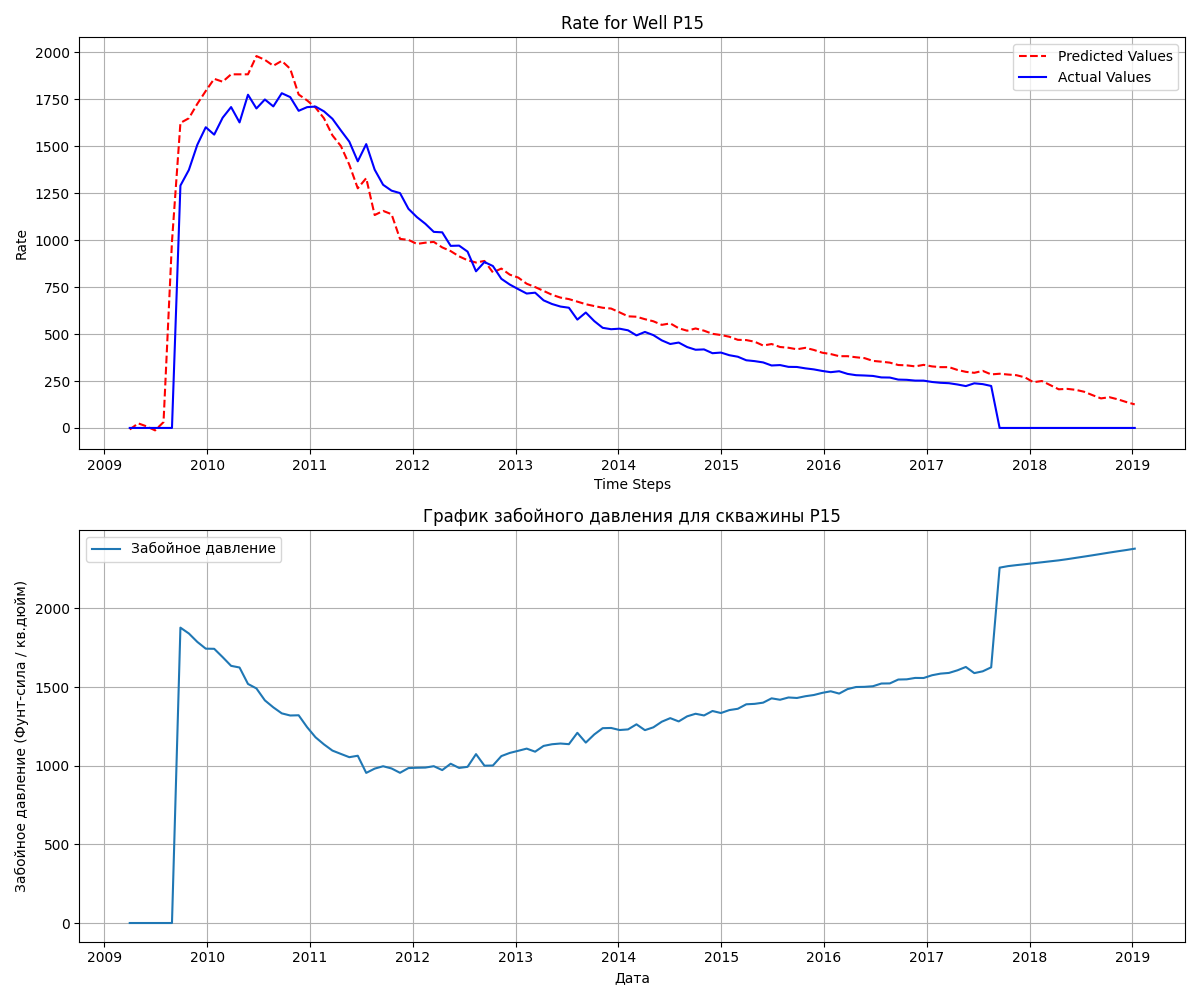 Rate for Well P15
Predicted Values
Actual Values
2000
1750
1500
1250
1000
750
500
250
0
Rate
2009 2010 2011 2012 2013 2014 2015 2016 2017 2018 2019
Time Steps
График забойного давления для скважины P15
Забойное давление
2000
1500
1000
500
0
Забойное давление (Фунт-сила / кв.дюйм)
2009 2010 2011 2012 2013 2014 2015 2016 2017 2018 2019
Дата